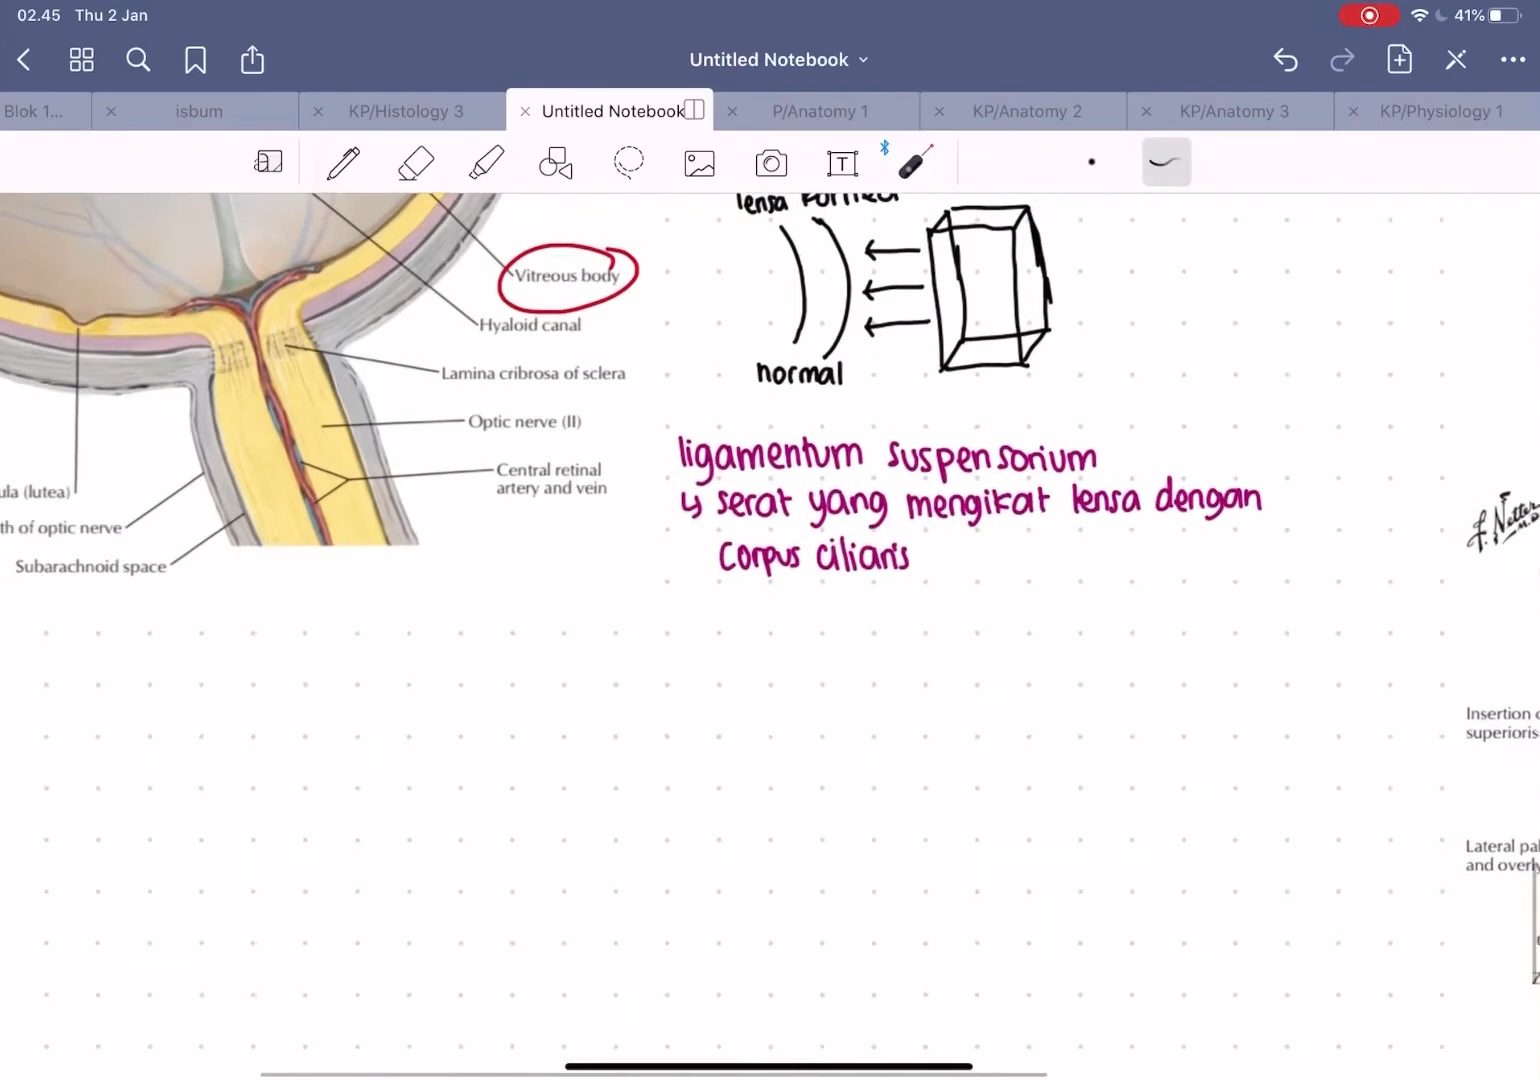 02.45 Thu 2 Jan
41%
Untitled Notebook
Blok 1...
isbum
KP/Histology 3
Untitled Notebook
P/Anatomy 1
KP/Anatomy 2
KP/Anatomy 3
KP/Physiology 1
T
lensa
Vitreous body
Hyaloid canal
Lamina cribrosa of sclera
normal
Optic nerve (II)
Central retinal
artery and vein
ula (lutea)
th of optic nerve
Subarachnoid space
ligamentum suspensorium
↳ serat yang mengikat lensa dengan
Corpus ciliaris
f. Netter
M.D.
Insertion o
superioris
Lateral pal
and overly